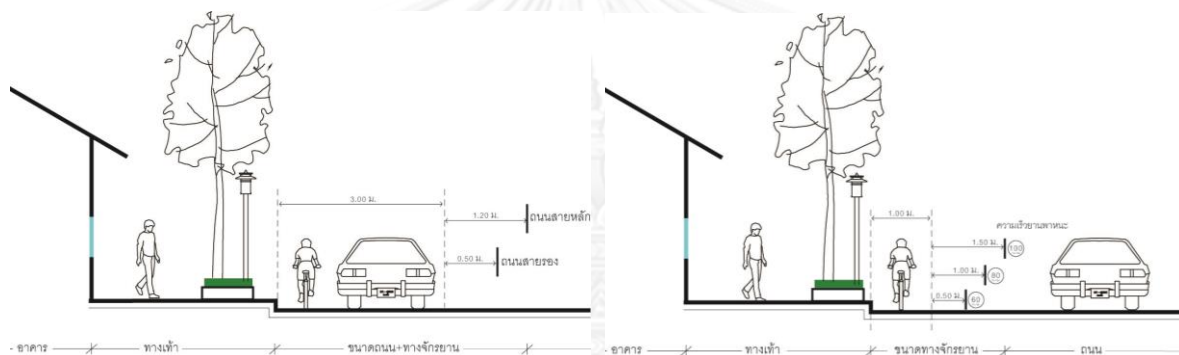 3.00 ม.
1.20 ม.
ถนนสายหลัก
0.50 ม.
ถนนสายรอง
อาคาร
ทางเท้า
ขนาดถนน+ทางจักรยาน
1.00 ม.
ความเร็วยานพาหนะ
1.50 ม.
100
1.00 ม.
80
0.50 ม.
60
อาคาร
ทางเท้า
ขนาดทางจักรยาน
ถนน